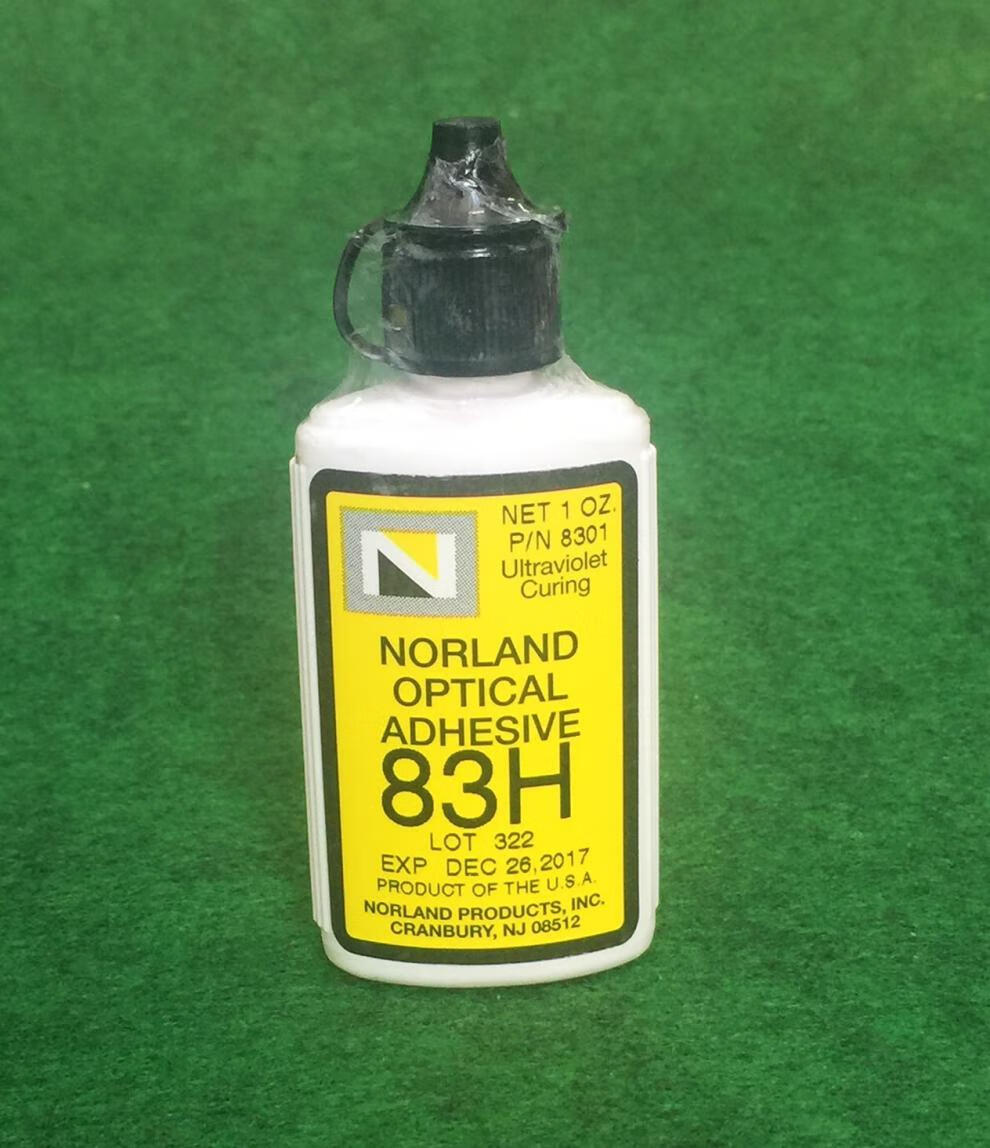 N
NET 1 OZ.
P/N 8301
Ultraviolet
Curing
NORLAND
OPTICAL
ADHESIVE
83H
LOT 322
EXP DEC 26,2017
PRODUCT OF THE U.S.A.
NORLAND PRODUCTS, INC.
CRANBURY, NJ 08512